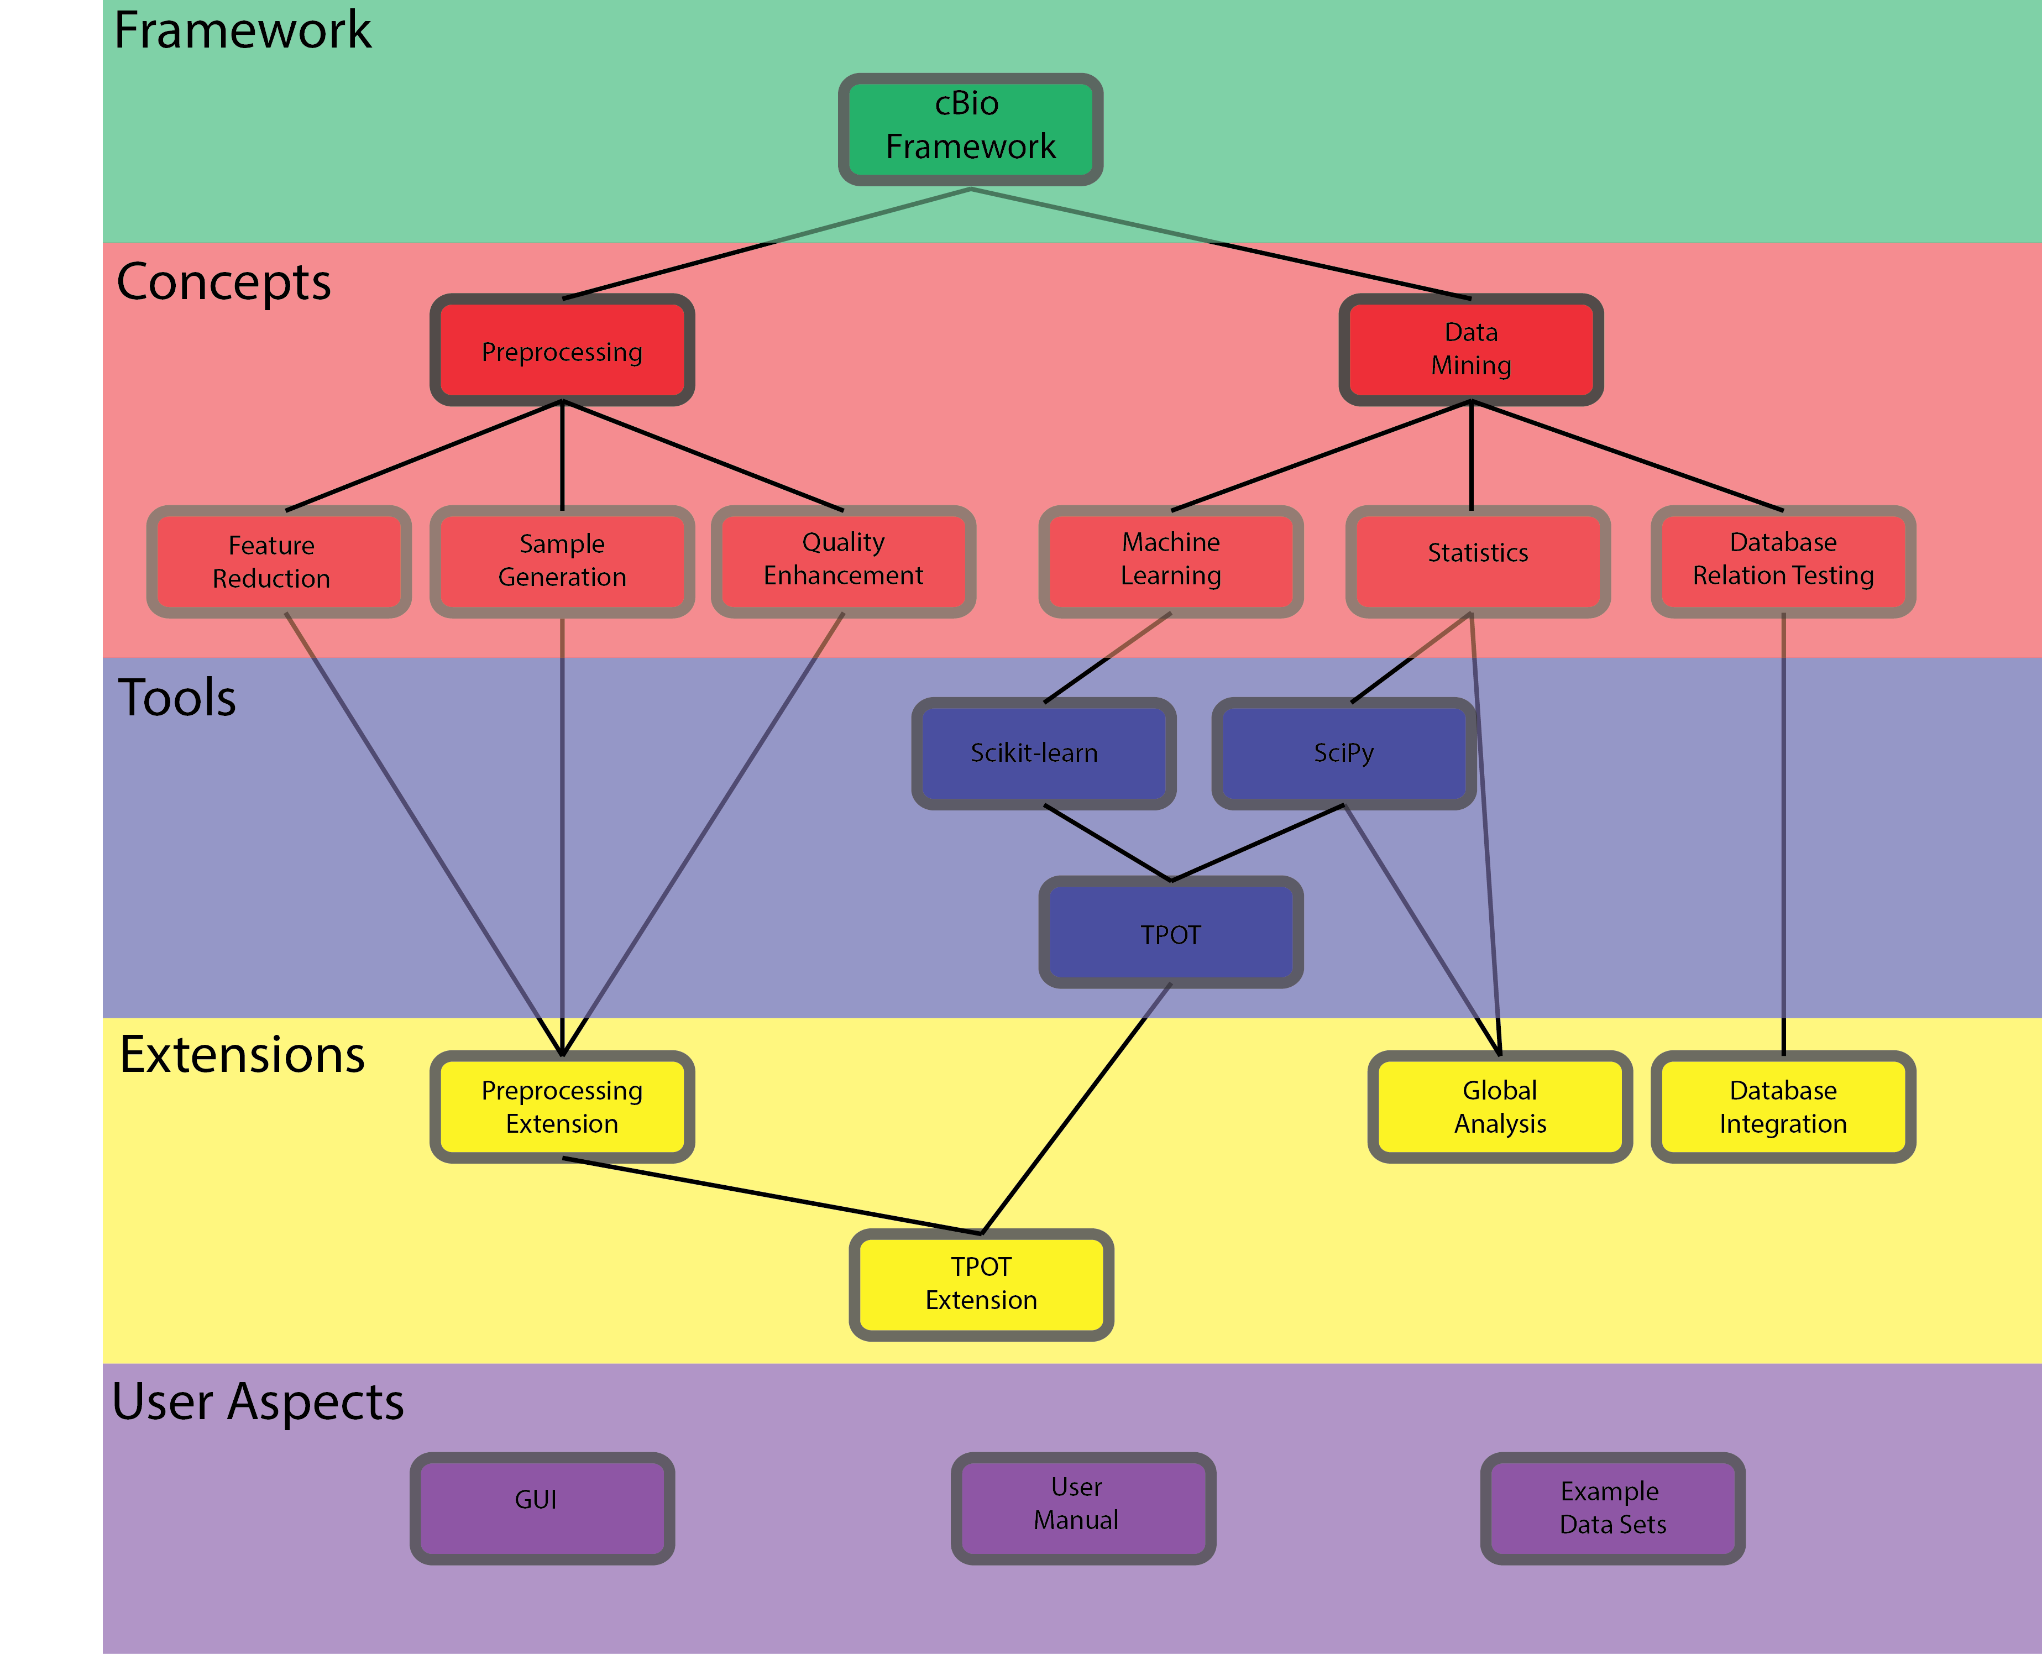 Framework
cBio
Framework
Concepts
Preprocessing
Data
Mining
Feature
Reduction
Sample
Generation
Quality
Enhancement
Machine
Learning
Statistics
Database
Relation Testing
Tools
Scikit-learn
SciPy
TPOT
Extensions
Preprocessing
Extension
Global
Analysis
Database
Integration
TPOT
Extension
User Aspects
GUI
User
Manual
Example
Data Sets